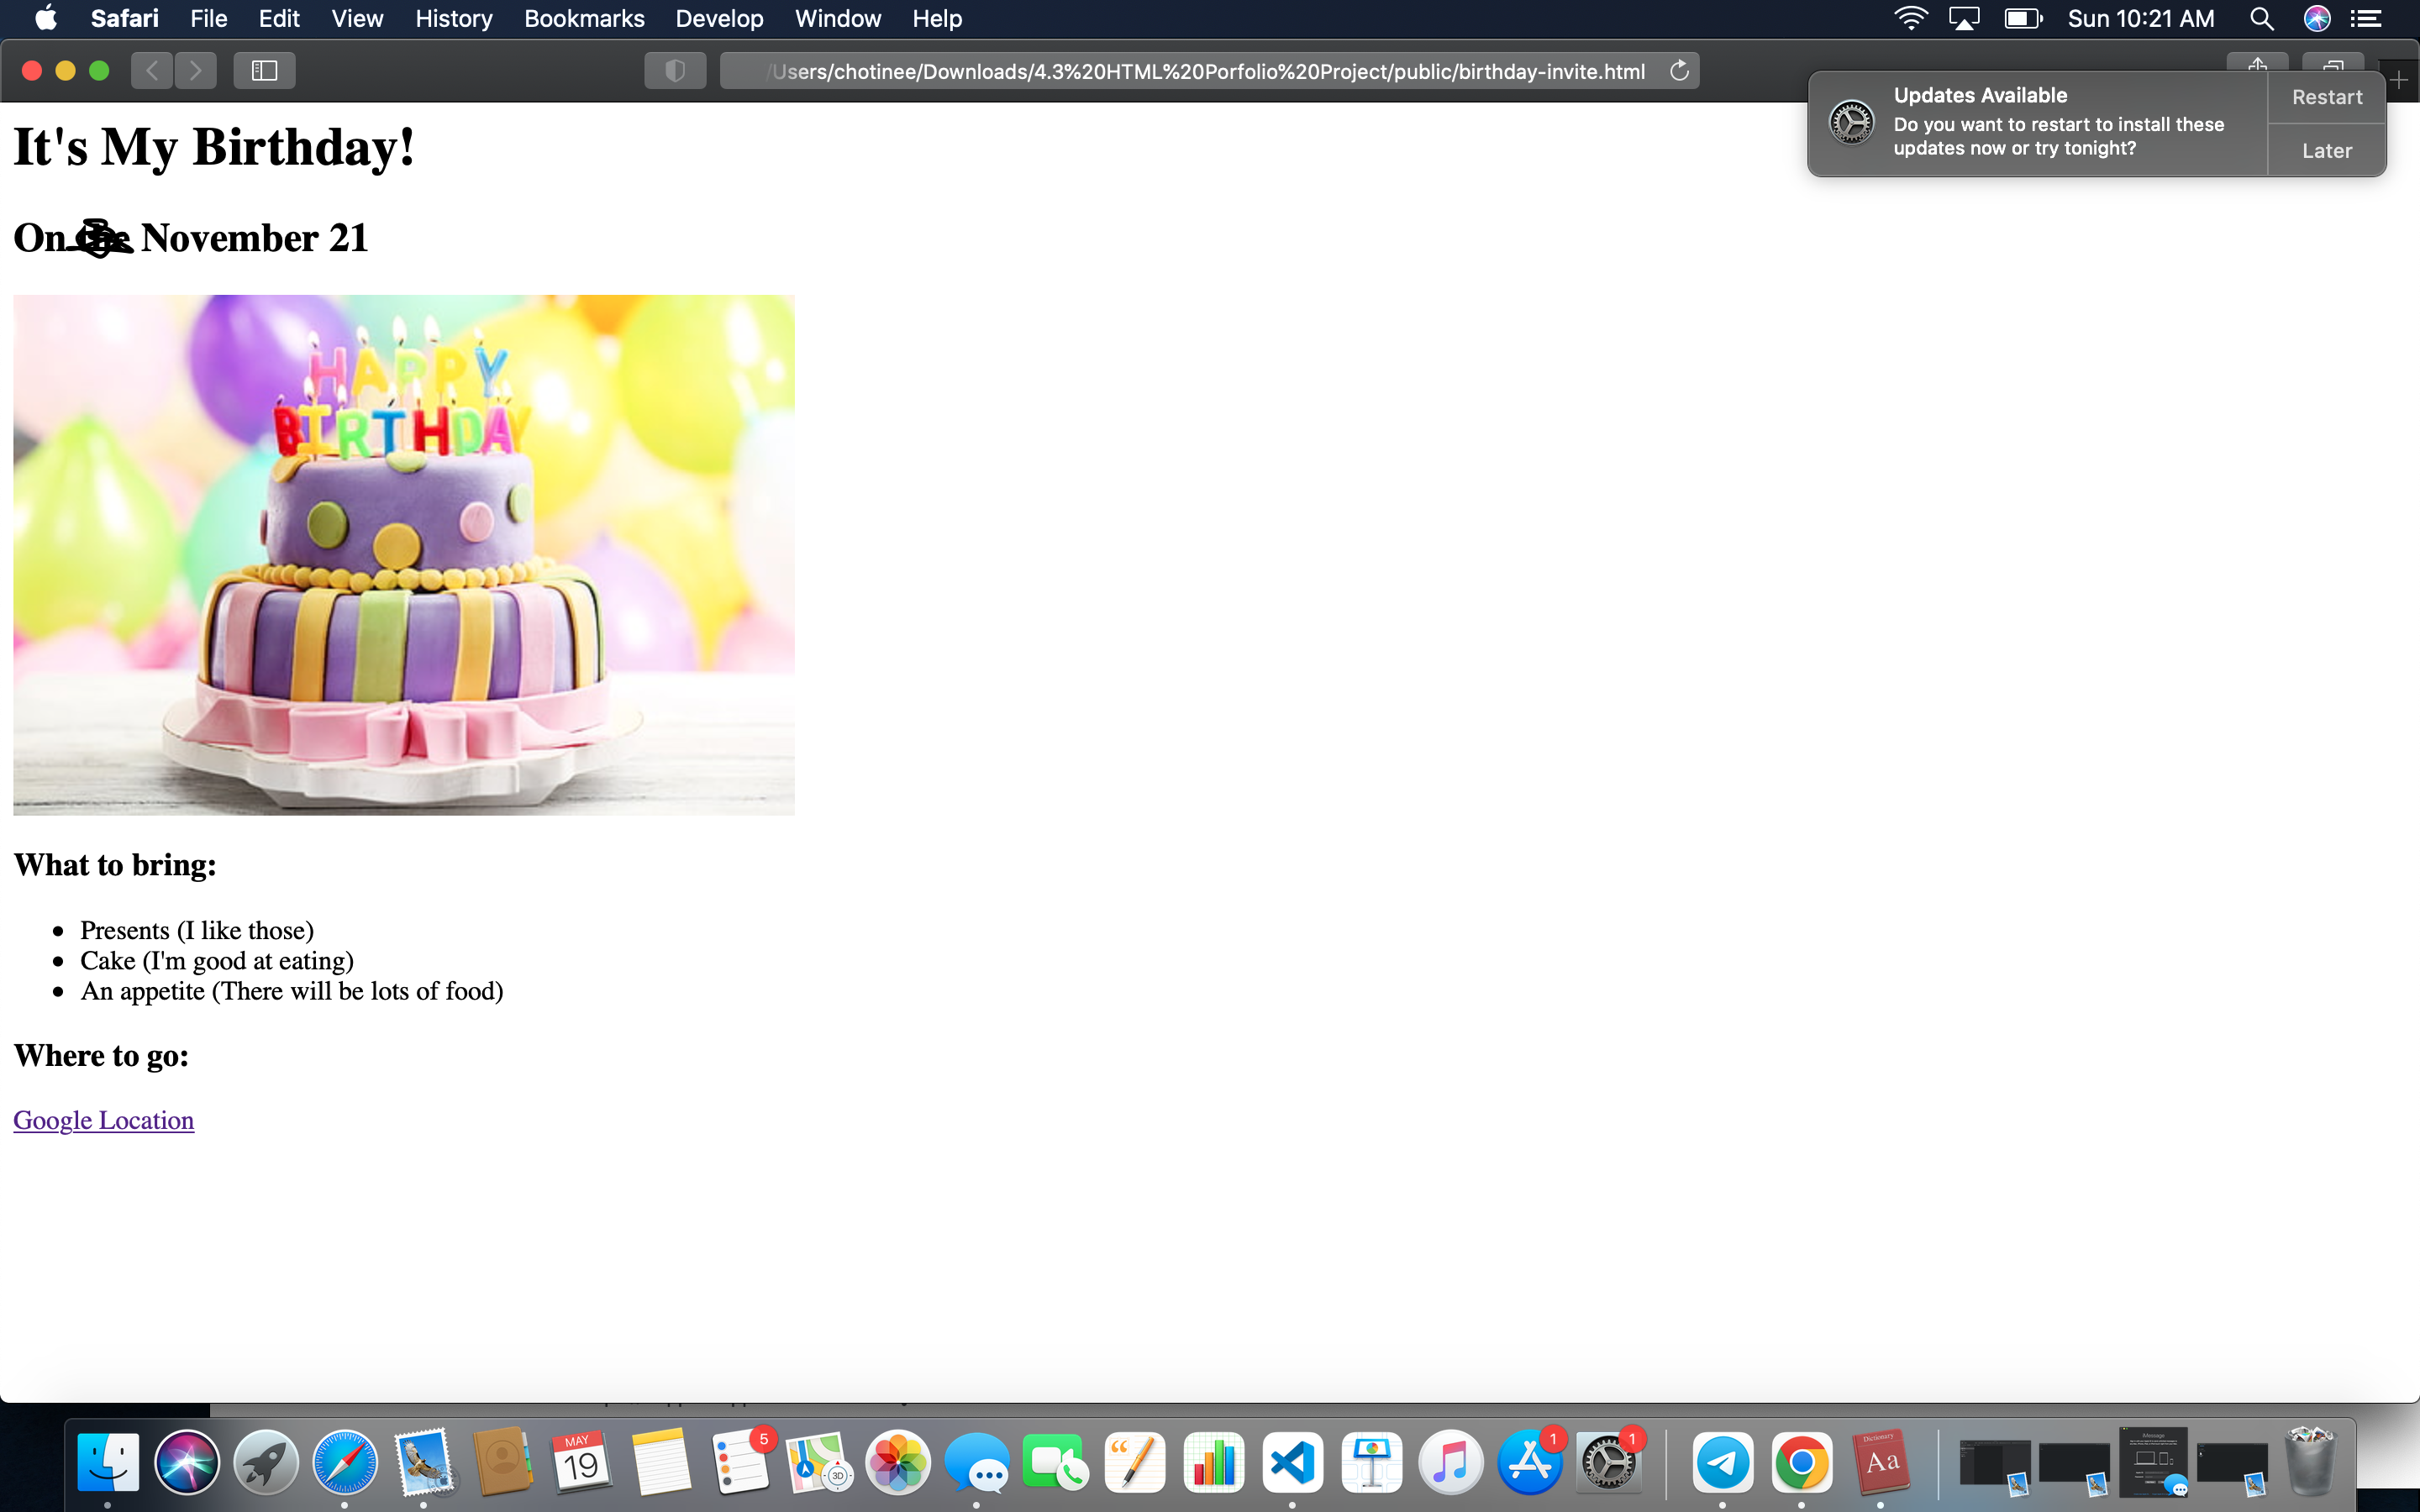 Safari File Edit View History Bookmarks Develop Window Help Sun 10:21 AM
/Users/chotinee/Downloads/4.3%20HTML%20Porfolio%20Project/public/birthday-invite.html
Updates Available
Do you want to restart to install these
updates now or try tonight?
Restart
Later
It's My Birthday!
On November 21
HAPPY
BIRTHDAY
What to bring:
• Presents (I like those)
• Cake (I'm good at eating)
• An appetite (There will be lots of food)
Where to go:
Google Location
MAY
19
5
3D
1
1
Dictionary
Aa
iMessage